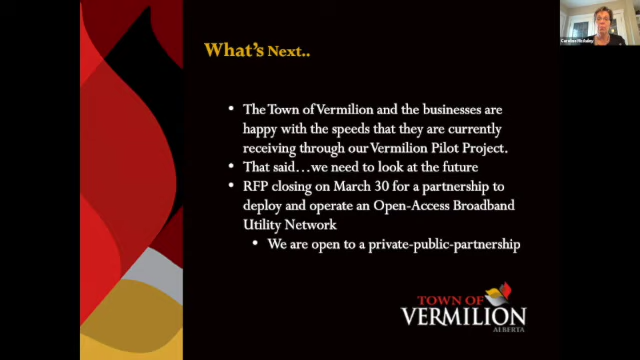 What's Next..
• The Town of Vermilion and the businesses are
happy with the speeds that they are currently
receiving through our Vermilion Pilot Project.
• That said...we need to look at the future
• RFP closing on March 30 for a partnership to
deploy and operate an Open-Access Broadband
Utility Network
• We are open to a private-public-partnership
TOWN OF
VERMILION
ALBERTA